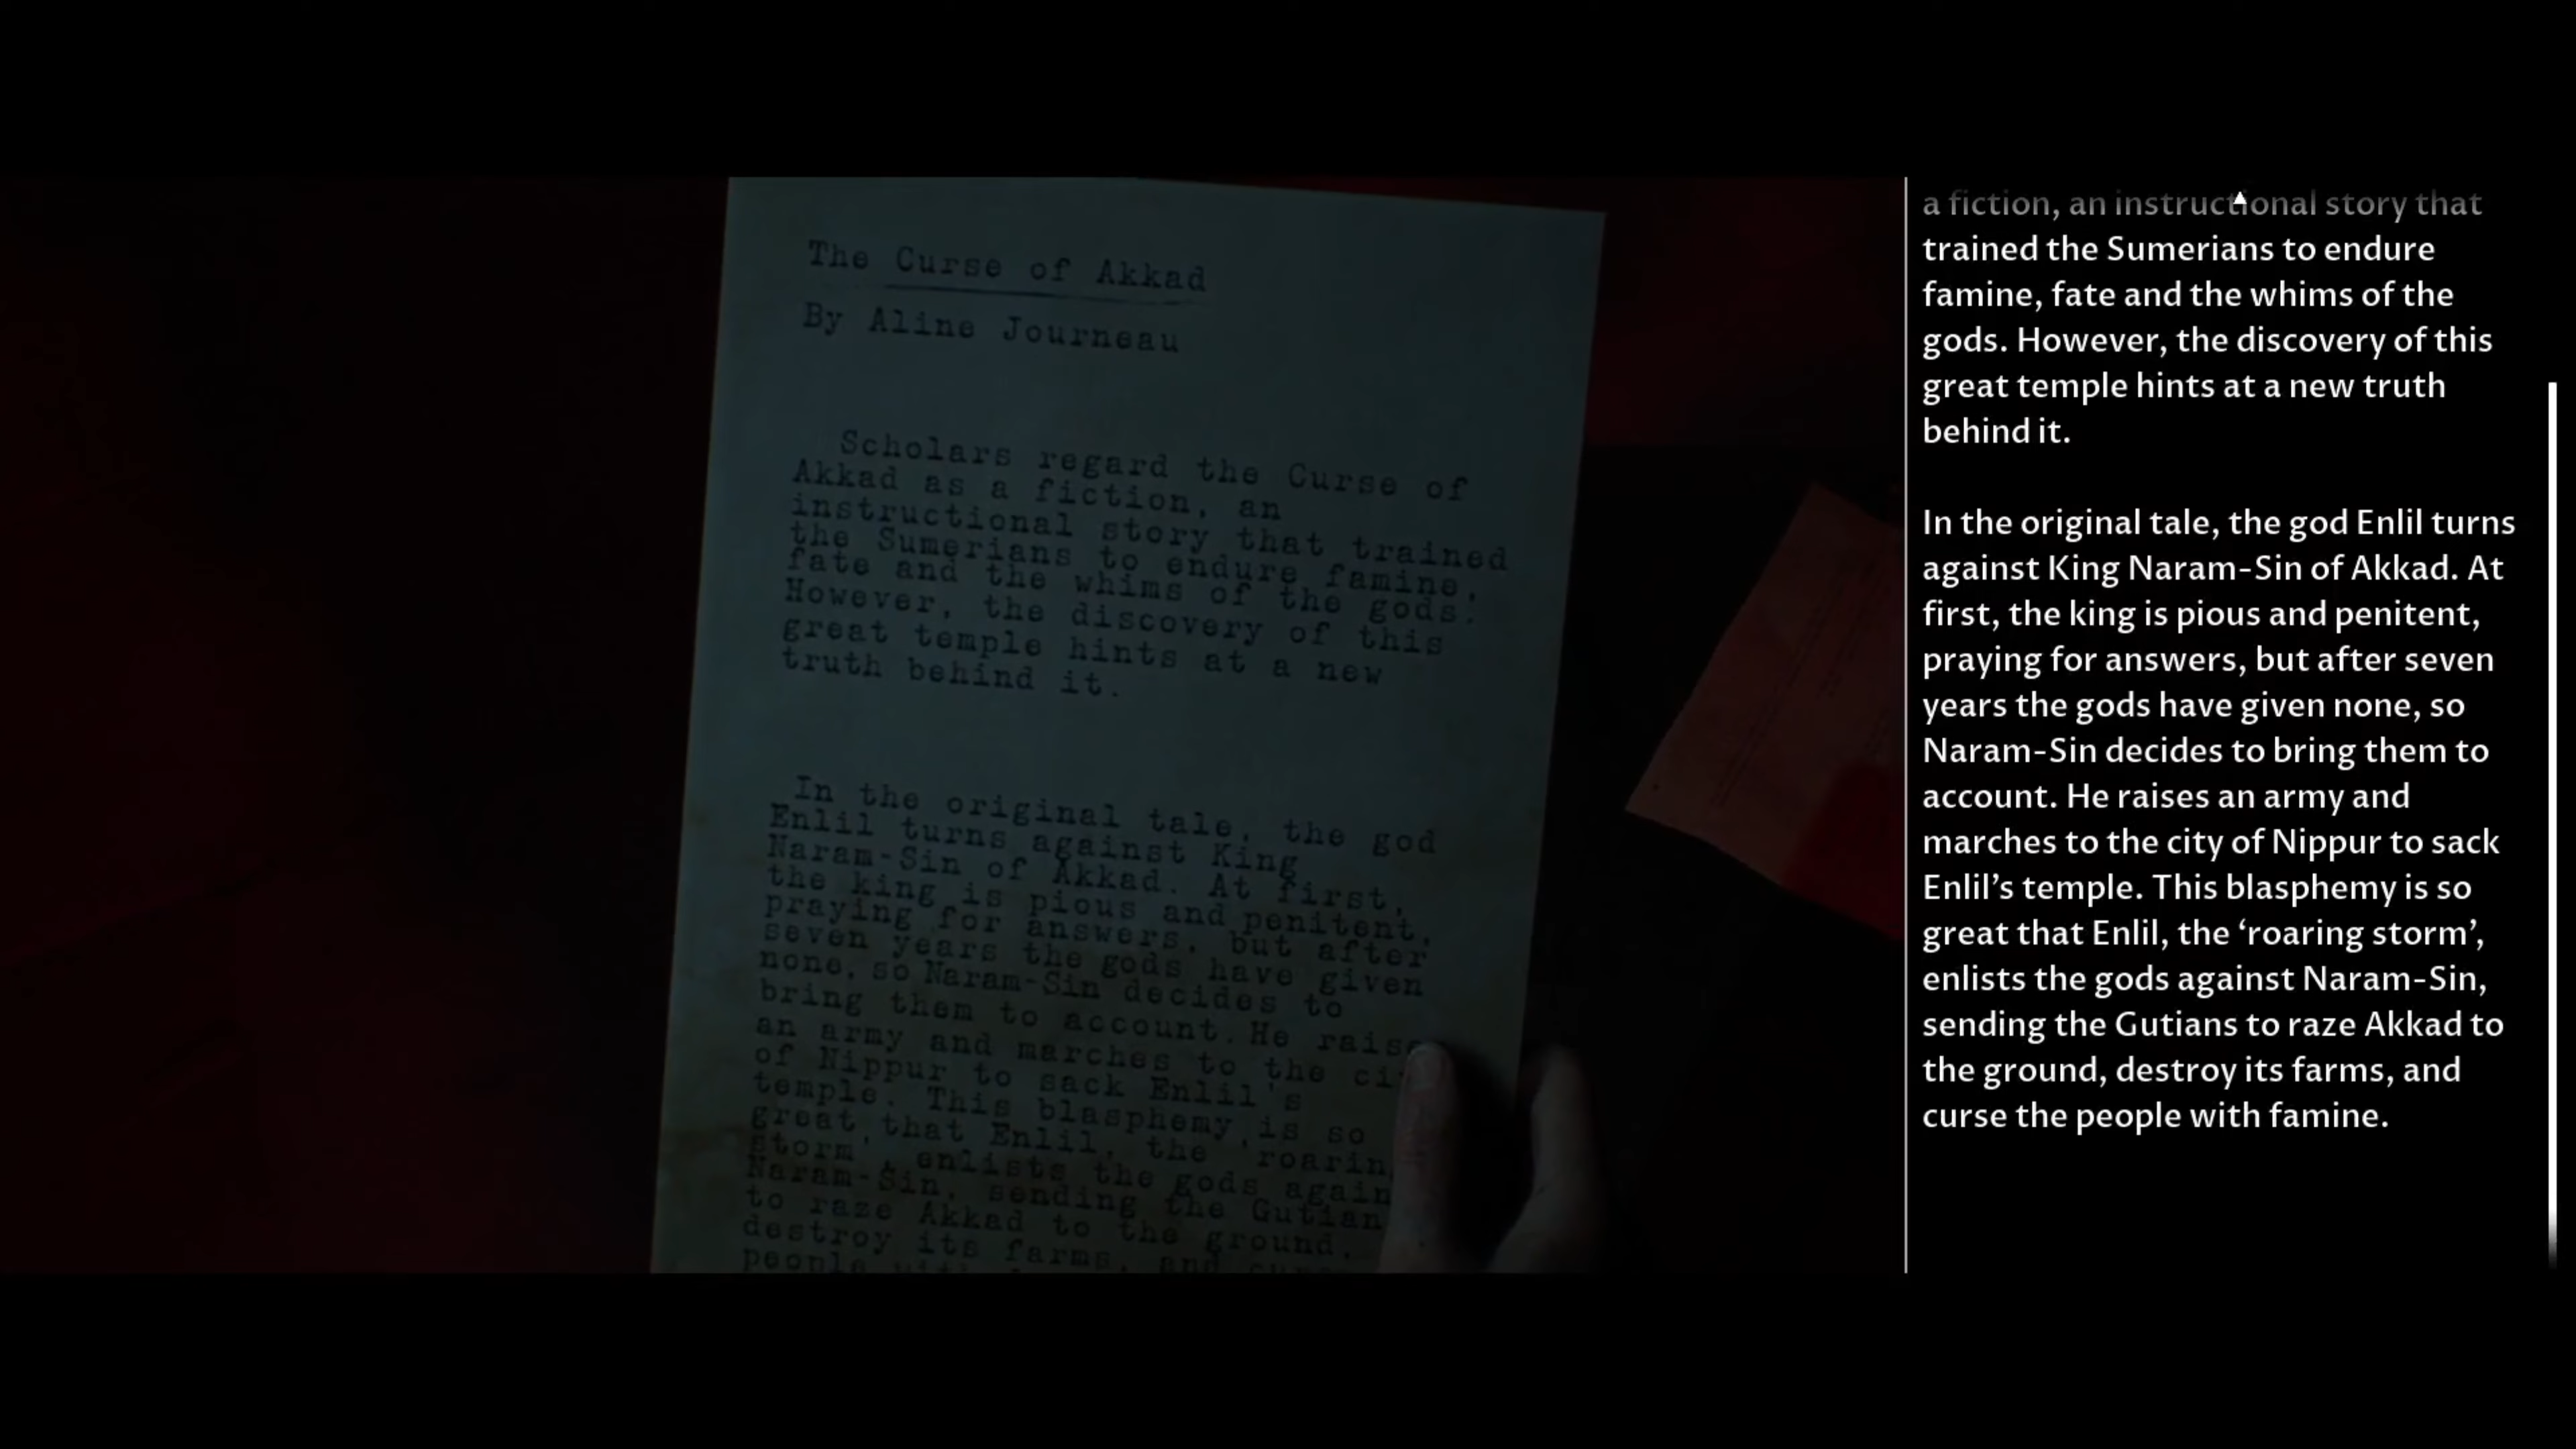 The Curse of Akkad
By Aline Journeau
Scholars regard the Curse of
Akkad as a fiction, an
instructional story that trained
the Sumerians to endure famine,
fate and the whims of the gods.
However, the discovery of this
great temple hints at a new
truth behind it.
In the original tale, the god
Enlil turns against King
Naram-Sin of Akkad. At first,
the king is pious and penitent,
praying for answers, but after
seven years the gods have given
none, so Naram-Sin decides to
bring them to account. He raise
an army and marches to the ci
of Nippur to sack Enlil's
temple. This blasphemy is so
great that Enlil, the 'roarin
storm', enlists the gods again
Naram-Sin, sending the Gutian
to raze Akkad to the ground,
destroy its farms, and
people
a fiction, an instructional story that
trained the Sumerians to endure
famine, fate and the whims of the
gods. However, the discovery of this
great temple hints at a new truth
behind it.
In the original tale, the god Enlil turns
against King Naram-Sin of Akkad. At
first, the king is pious and penitent,
praying for answers, but after seven
years the gods have given none, so
Naram-Sin decides to bring them to
account. He raises an army and
marches to the city of Nippur to sack
Enlil's temple. This blasphemy is so
great that Enlil, the ‘roaring storm’,
enlists the gods against Naram-Sin,
sending the Gutians to raze Akkad to
the ground, destroy its farms, and
curse the people with famine.